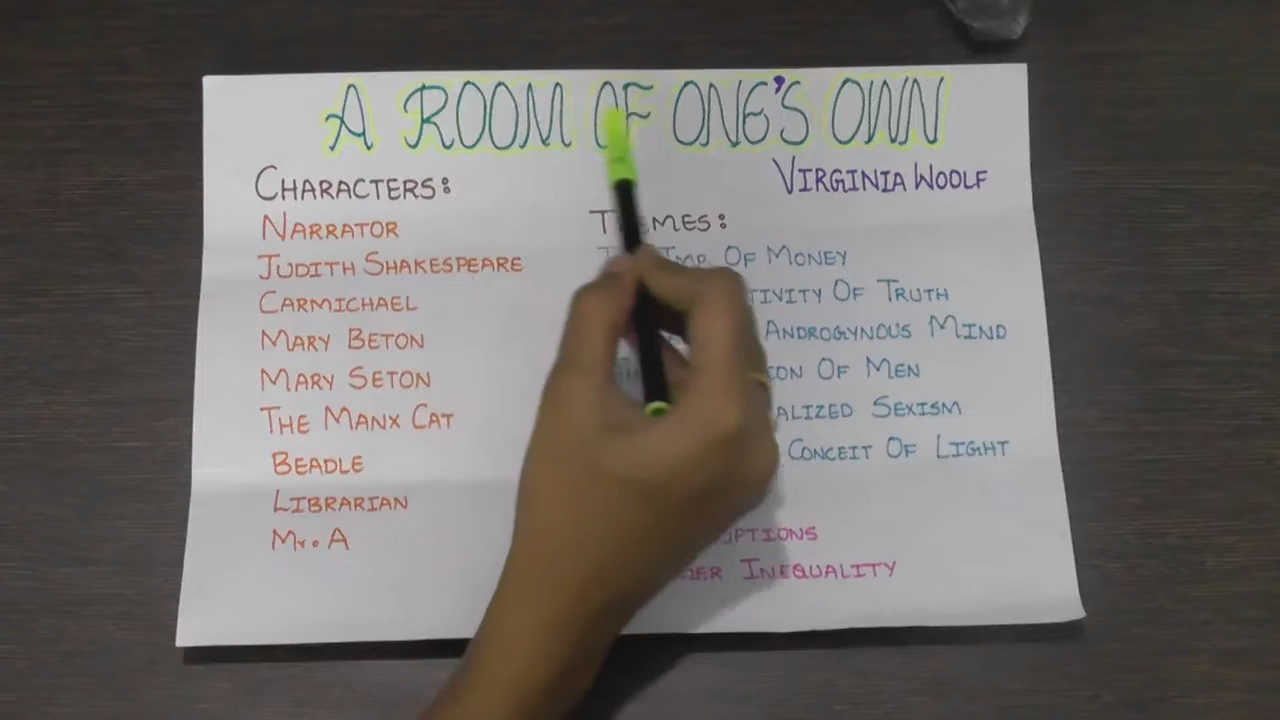 A ROOM OF ONE'S OWN
VIRGINIA WOOLF
CHARACTERS:
NARRATOR
JUDITH SHAKESPEARE
CARMICHAEL
MARY BETON
MARY SETON
THE MANX CAT
BEADLE
LIBRARIAN
Mr. A
THEMES:
IMP. OF MONEY
OF TRUTH
ANDROGYNOUS MIND
OF MEN
SEXISM
CONCEIT OF LIGHT
INEQUALITY